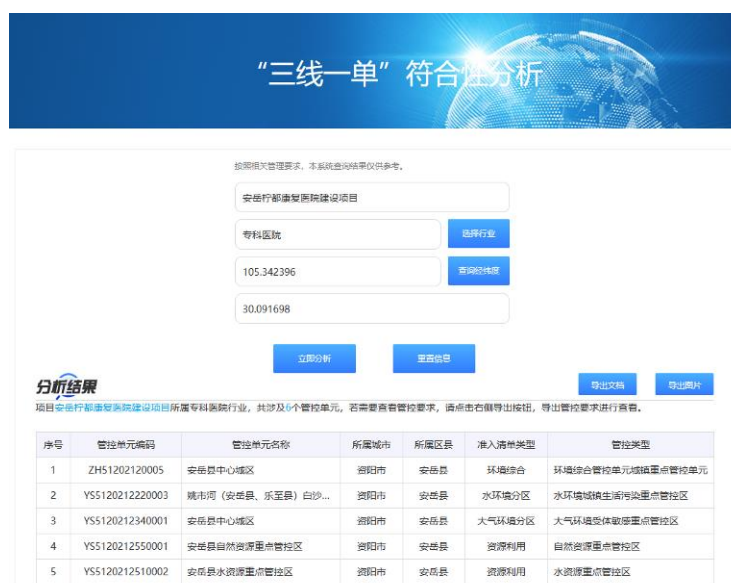 “三线一单”符合性分析
按照相关管理要求，本系统查询结果仅供参考。
安岳柠都康复医院建设项目
专科医院
选择行业
105.342396
查询经纬度
30.091698
立即分析
重置信息
分析结果
导出文档
导出图片
项目安岳柠都康复医院建设项目所属专科医院行业，共涉及6个管控单元，若需要查看管控要求，请点击右侧导出按钮，导出管控要求进行查看。
序号 管控单元编码 管控单元名称 所属城市 所属区县 准入清单类型 管控类型
1 ZH51202120005 安岳县中心城区 资阳市 安岳县 环境综合 环境综合管控单元城镇重点管控单元
2 YS5120212220003 姚市河（安岳县、乐至县）白沙... 资阳市 安岳县 水环境分区 水环境城镇生活污染重点管控区
3 YS5120212340001 安岳县中心城区 资阳市 安岳县 大气环境分区 大气环境受体敏感重点管控区
4 YS5120212550001 安岳县自然资源重点管控区 资阳市 安岳县 资源利用 自然资源重点管控区
5 YS5120212510002 安岳县水资源重点管控区 资阳市 安岳县 资源利用 水资源重点管控区